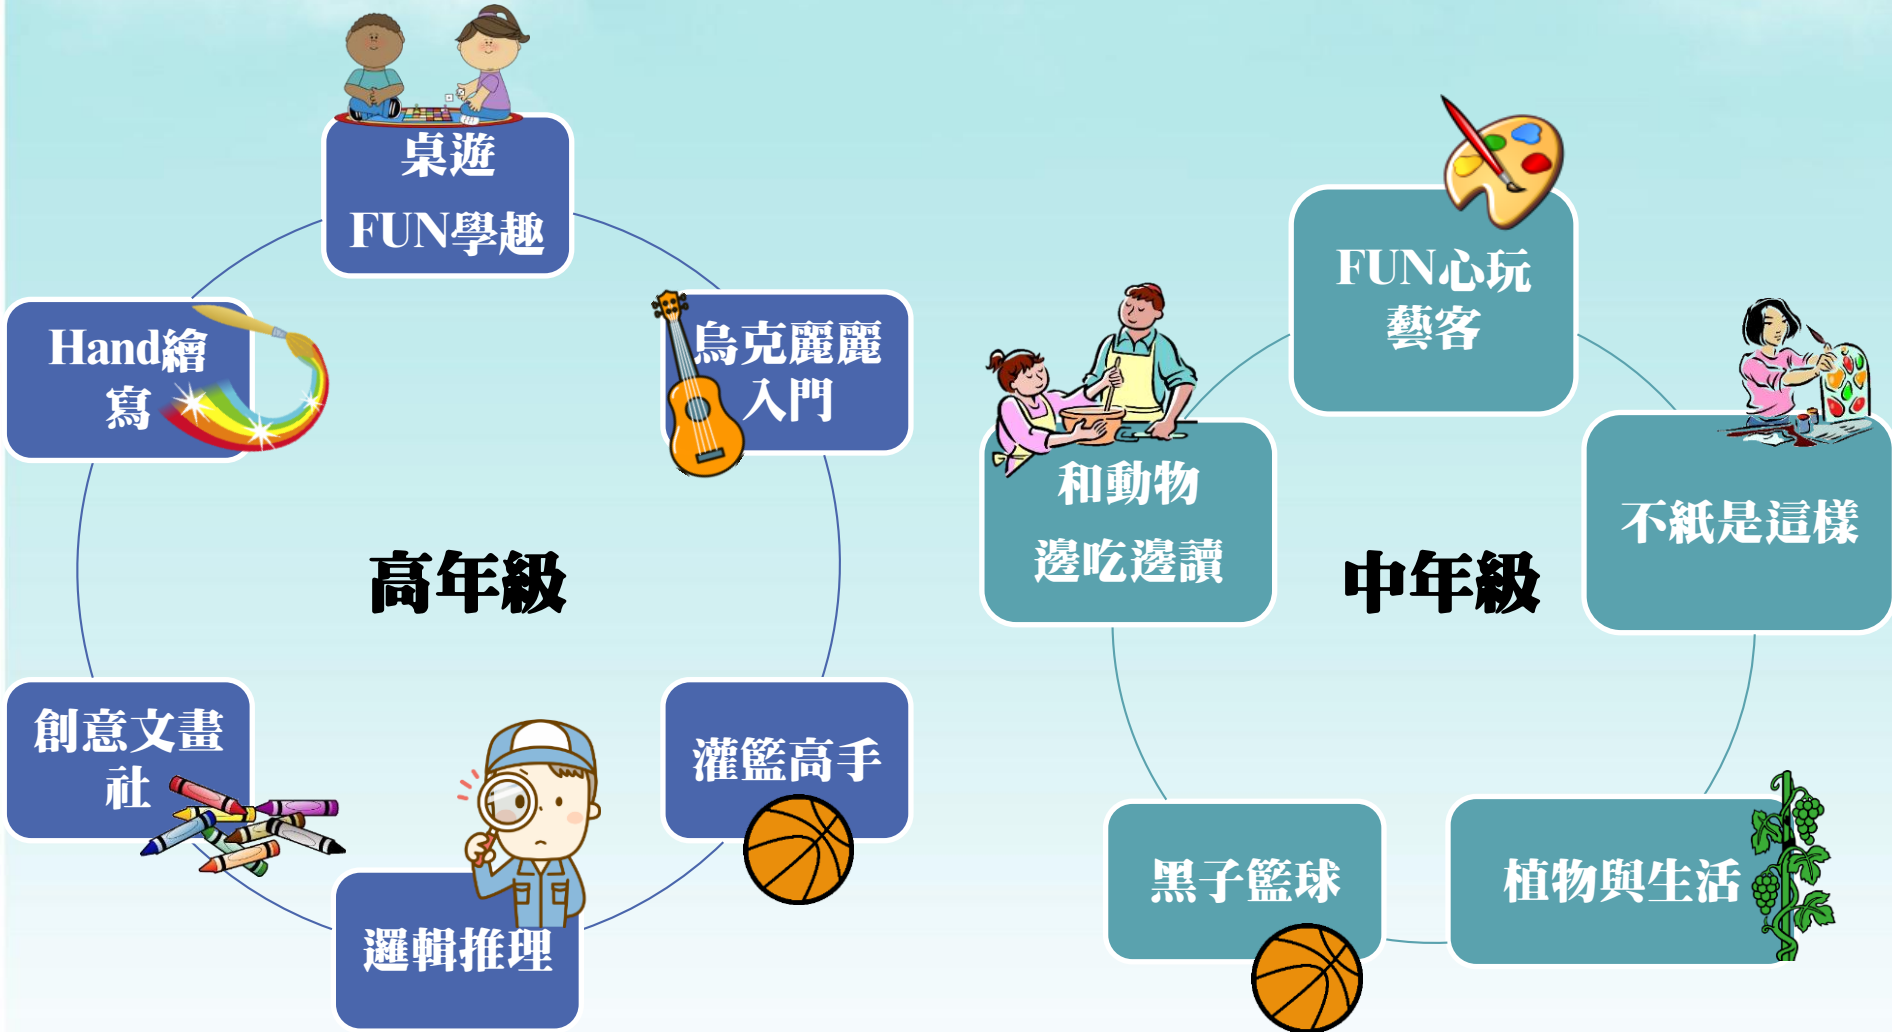 桌遊
FUN學趣
烏克麗麗
入門
灌籃高手
邏輯推理
創意文畫
社
Hand繪
寫
高年級
FUN心玩
藝客
不紙是這樣
植物與生活
黑子籃球
和動物
邊吃邊讀
中年級